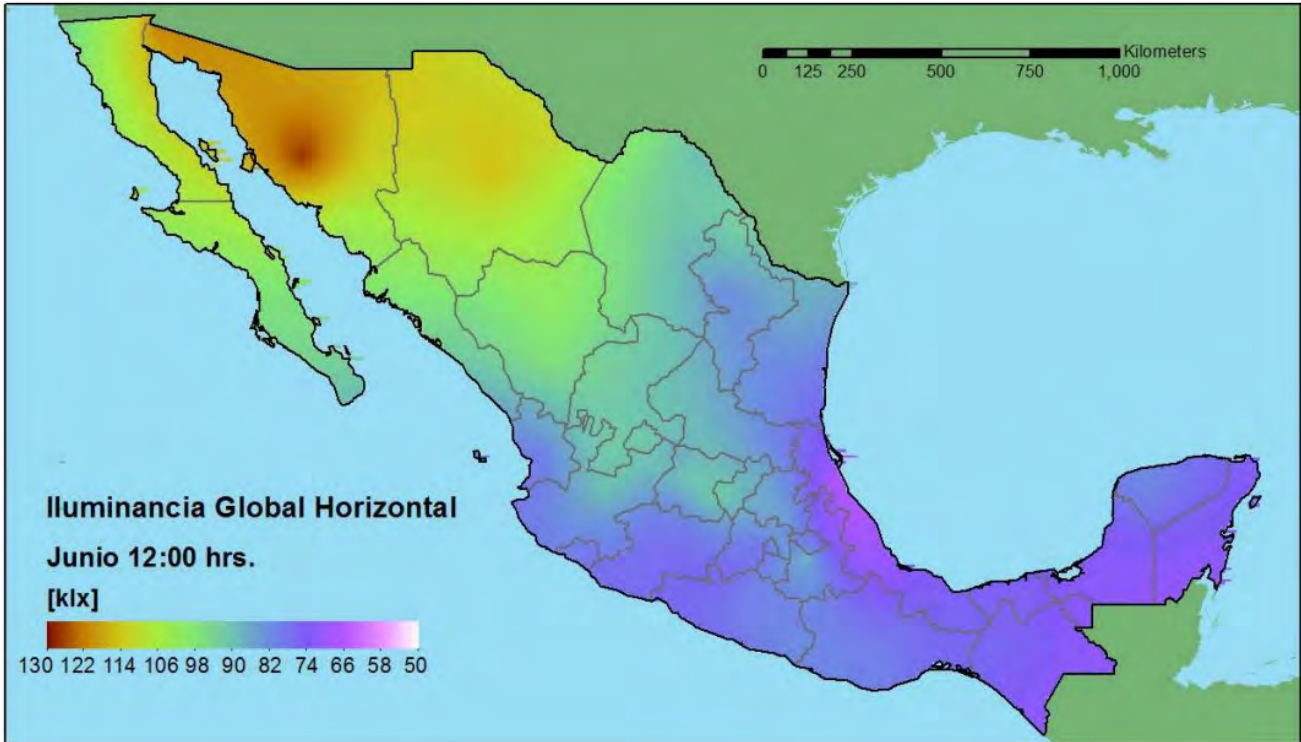 Kilometers
0 125 250 500 750 1,000
Iluminancia Global Horizontal
Junio 12:00 hrs.
[klx]
130 122 114 106 98 90 82 74 66 58 50